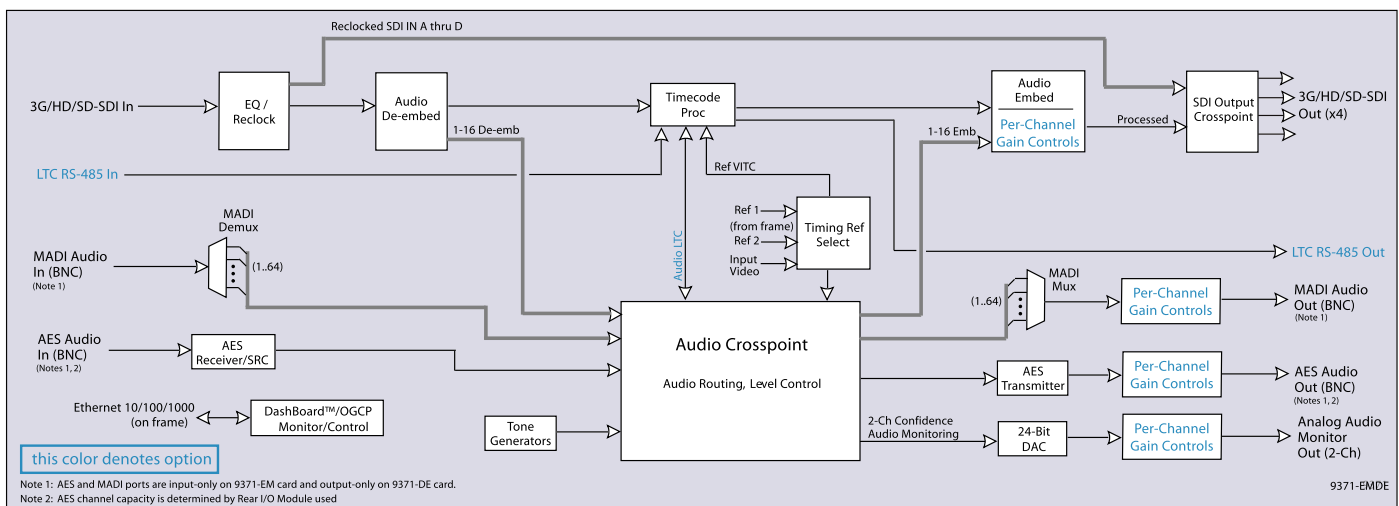 Reclocked SDI IN A thru D
3G/HD/SD-SDI In
EQ /
Reclock
Audio
De-embed
1-16 De-emb
Timecode
Proc
Audio
Embed
Per-Channel
Gain Controls
1-16 Emb
Processed
SDI Output
Crosspoint
3G/HD/SD-SDI
Out (x4)
LTC RS-485 In
Ref VITC
Ref 1
(from frame)
Ref 2
Input
Video
Timing Ref
Select
Audio LTC
LTC RS-485 Out
MADI
Demux
MADI Audio
In (BNC)
(Note 1)
(1..64)
(1..64)
MADI
Mux
Per-Channel
Gain Controls
MADI Audio
Out (BNC)
(Note 1)
AES Audio
In (BNC)
(Notes 1, 2)
AES
Receiver/SRC
Audio Crosspoint
Audio Routing, Level Control
AES
Transmitter
Per-Channel
Gain Controls
AES Audio
Out (BNC)
(Notes 1, 2)
Ethernet 10/100/1000
(on frame)
DashBoard™/OGCP
Monitor/Control
Tone
Generators
2-Ch Confidence
Audio Monitoring
24-Bit
DAC
Per-Channel
Gain Controls
Analog Audio
Monitor
Out (2-Ch)
this color denotes option
Note 1: AES and MADI ports are input-only on 9371-EM card and output-only on 9371-DE card.
Note 2: AES channel capacity is determined by Rear I/O Module used
9371-EMDE